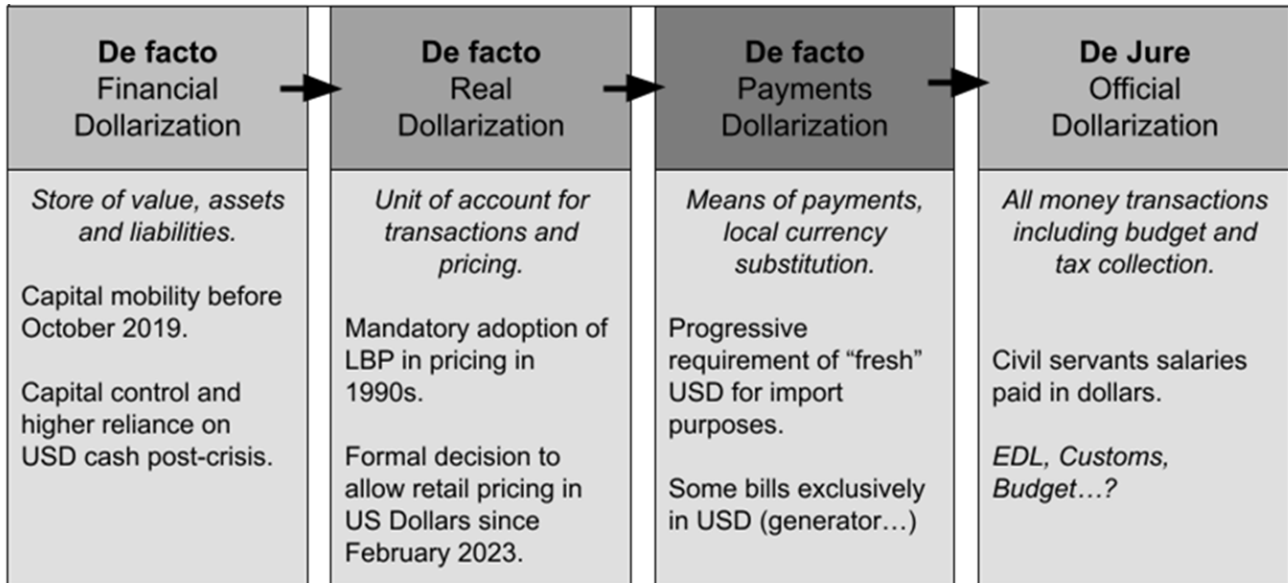 De facto
Financial
Dollarization
Store of value, assets
and liabilities.
Capital mobility before
October 2019.
Capital control and
higher reliance on
USD cash post-crisis.
De facto
Real
Dollarization
Unit of account for
transactions and
pricing.
Mandatory adoption of
LBP in pricing in
1990s.
Formal decision to
allow retail pricing in
US Dollars since
February 2023.
De facto
Payments
Dollarization
Means of payments,
local currency
substitution.
Progressive
requirement of “fresh”
USD for import
purposes.
Some bills exclusively
in USD (generator…)
De Jure
Official
Dollarization
All money transactions
including budget and
tax collection.
Civil servants salaries
paid in dollars.
EDL, Customs,
Budget…?